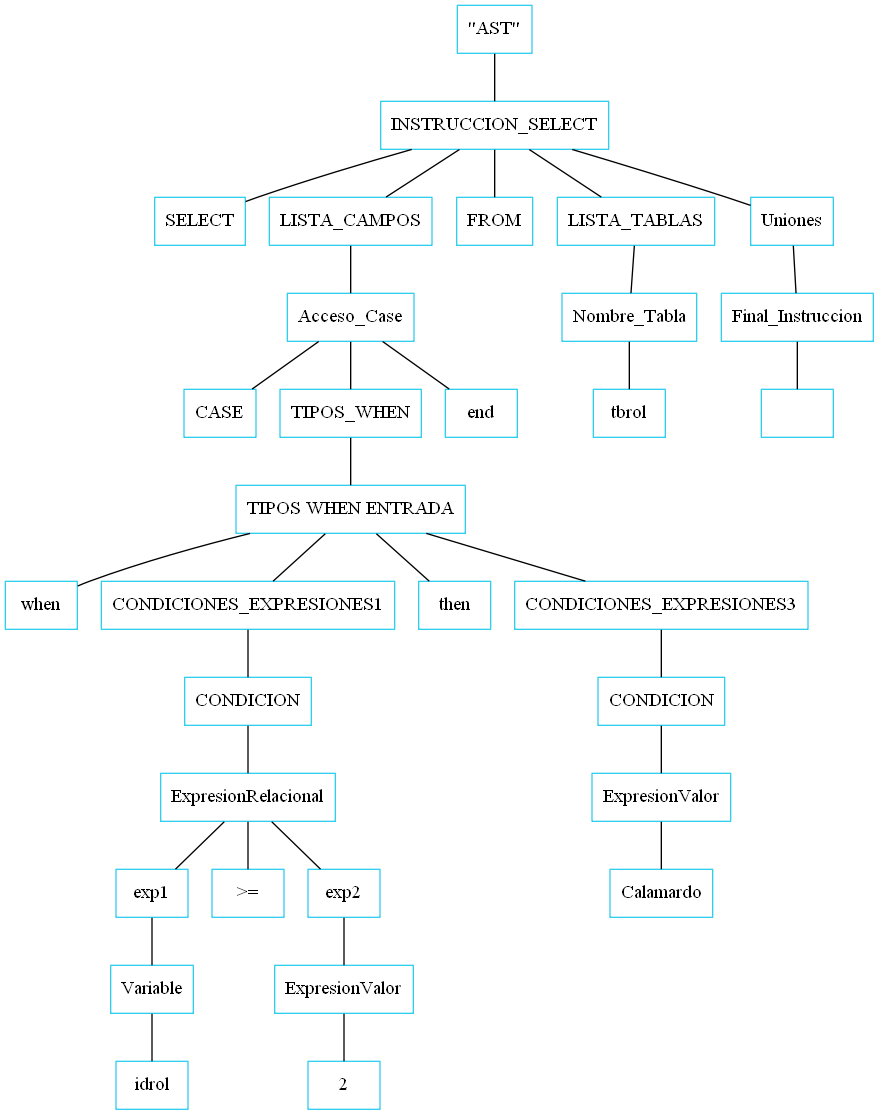 "AST"
INSTRUCCION_SELECT
SELECT
LISTA_CAMPOS
FROM
LISTA_TABLAS
Uniones
Acceso_Case
Nombre_Tabla
Final_Instruccion
CASE
TIPOS_WHEN
end
tbrol
TIPOS WHEN ENTRADA
when
CONDICIONES_EXPRESIONES1
then
CONDICIONES_EXPRESIONES3
CONDICION
CONDICION
ExpresionRelacional
ExpresionValor
exp1
>=
exp2
Calamardo
Variable
ExpresionValor
idrol
2